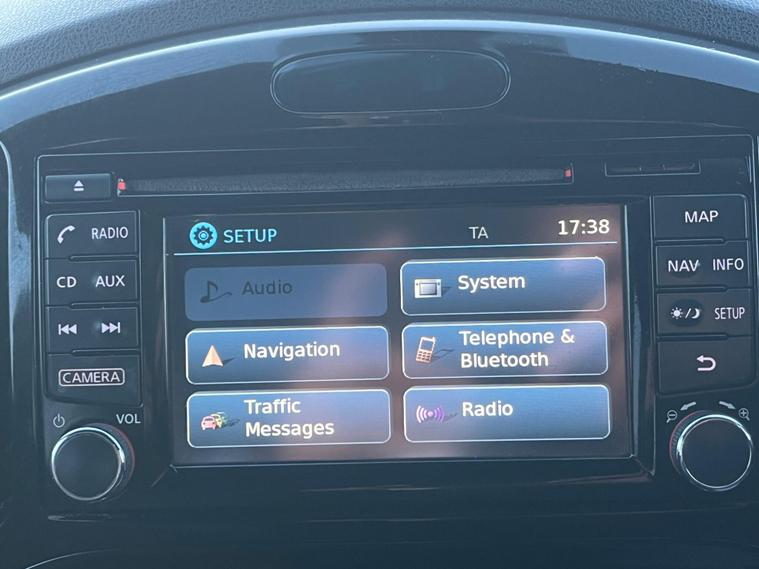 SETUP TA 17:38
RADIO
MAP
Audio
System
CD AUX
NAV INFO
Navigation
Telephone &
Bluetooth
SETUP
CAMERA
Traffic
Messages
Radio
VOL